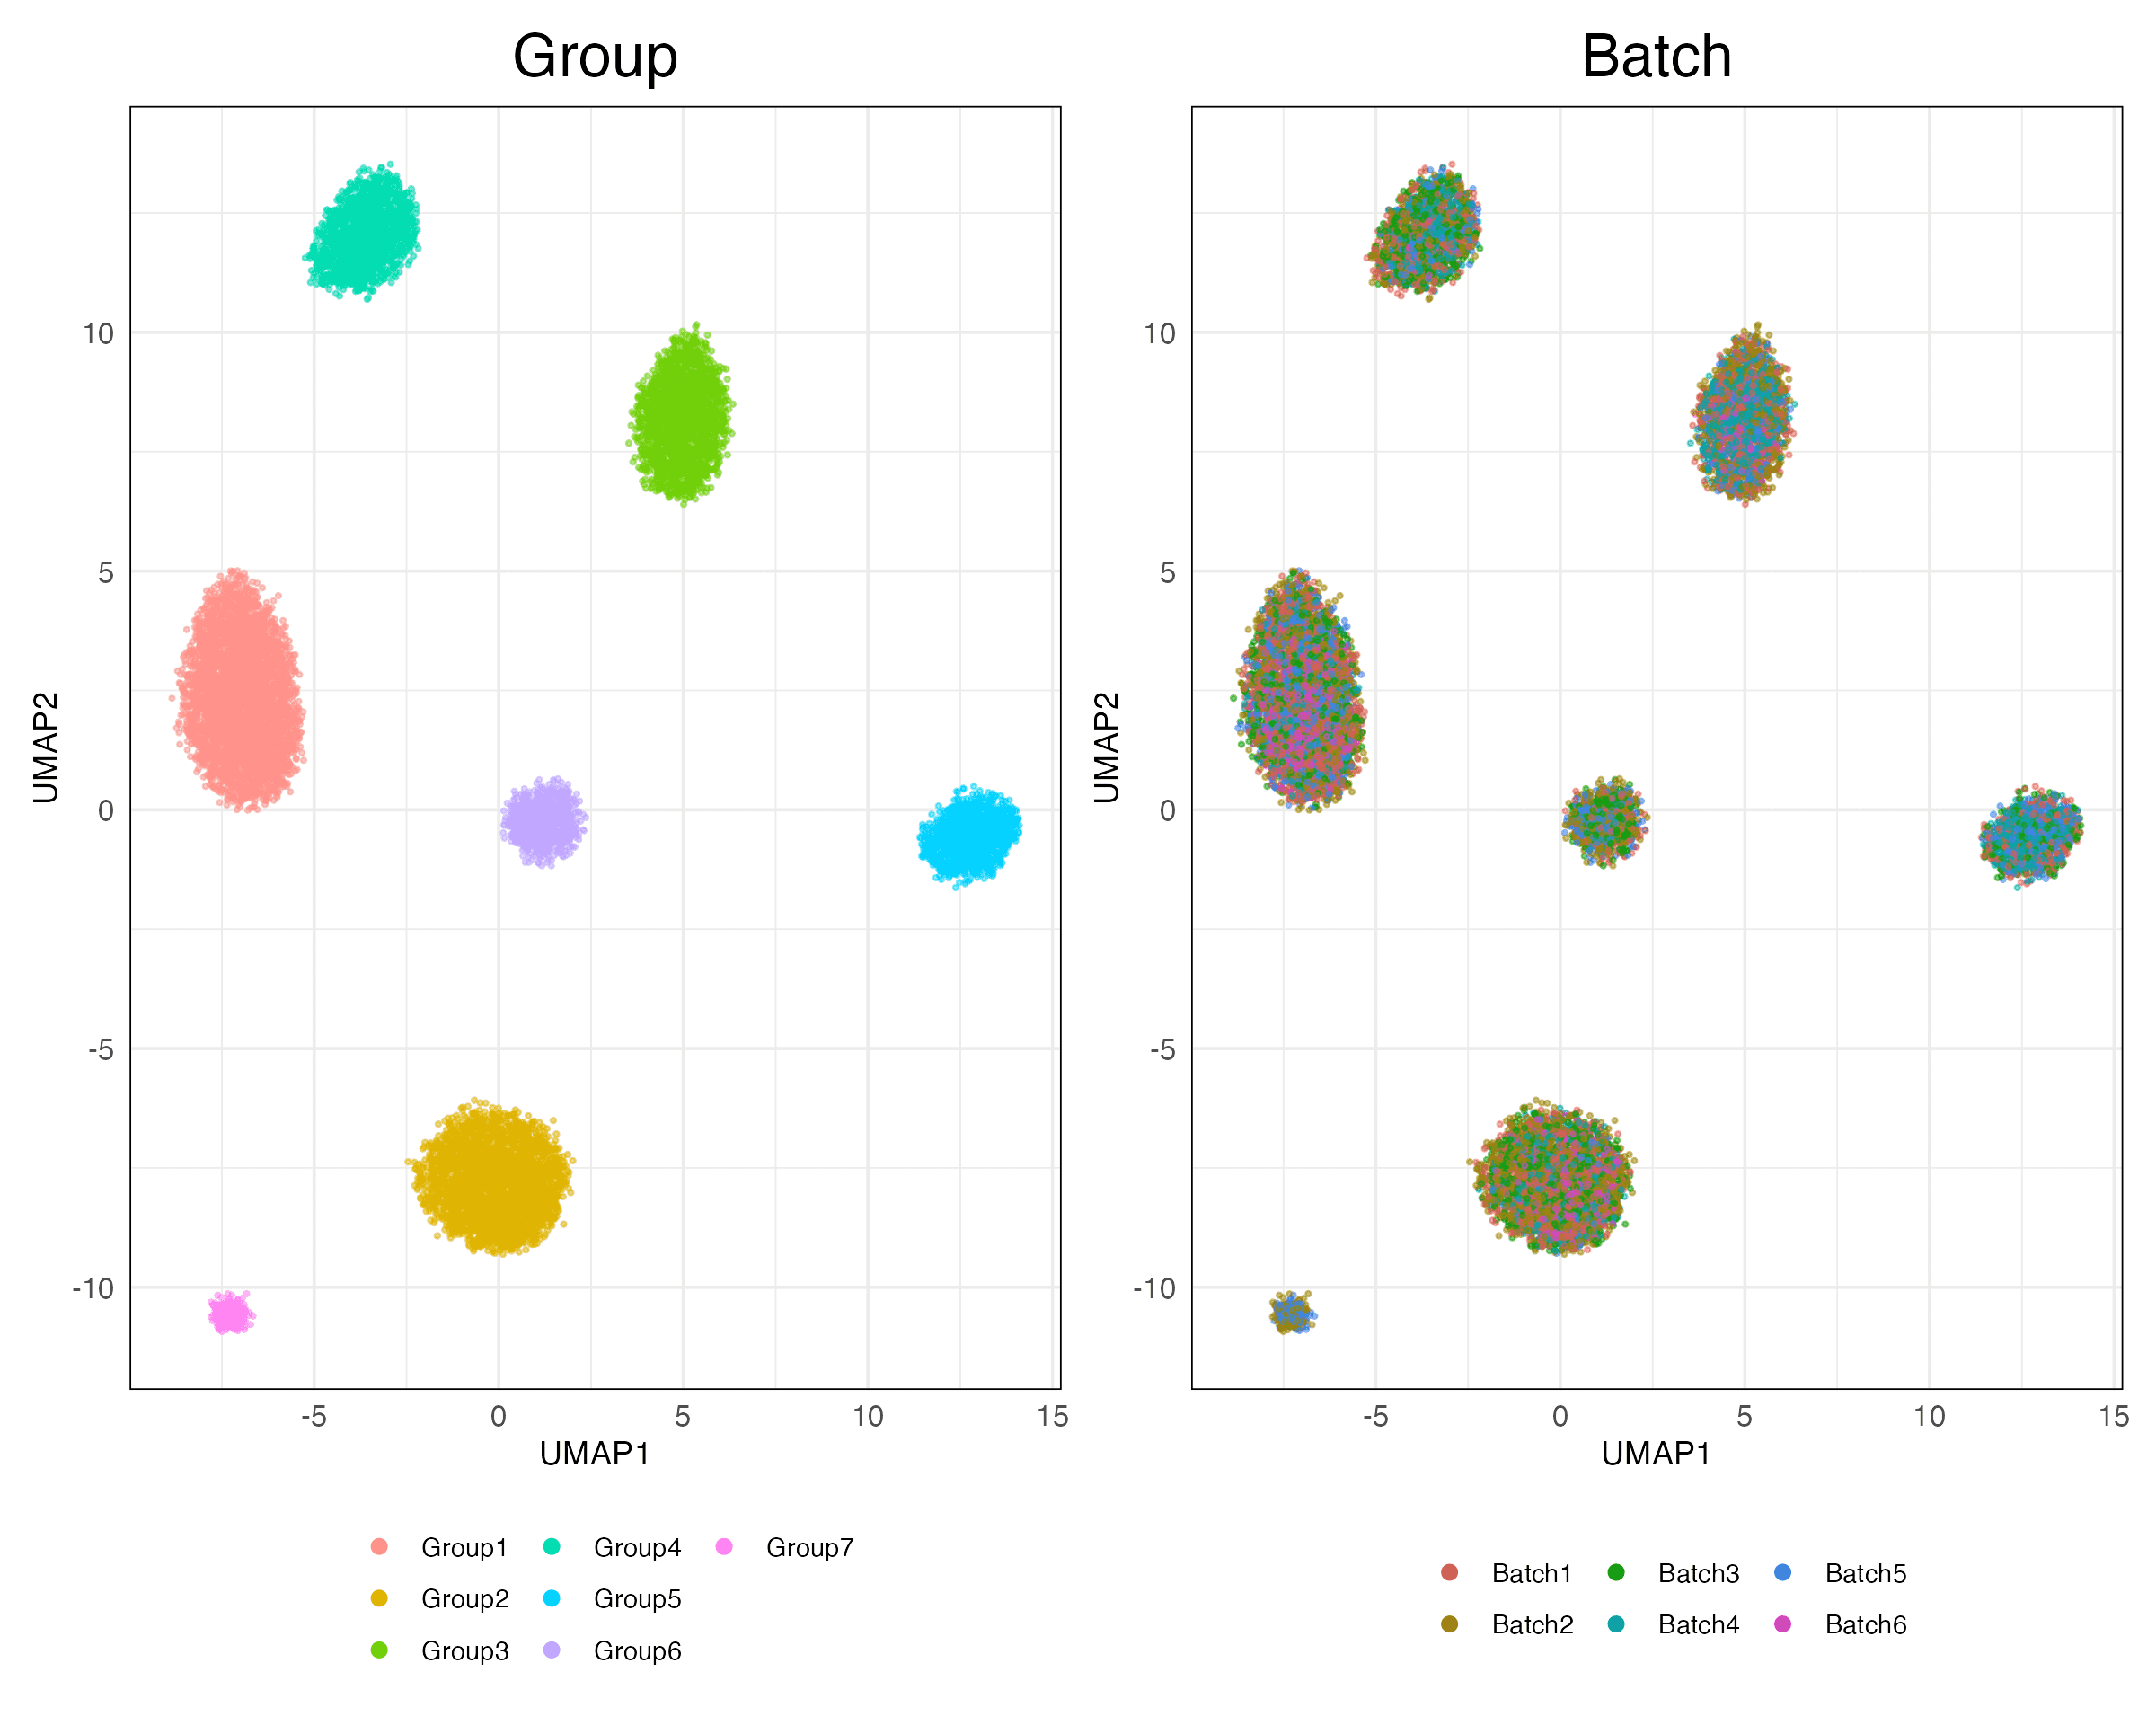 Group
UMAP2
10
5
0
-5
-10
-5 0 5 10 15
UMAP1
Group1 Group4 Group7
Group2 Group5
Group3 Group6
Batch
UMAP2
10
5
0
-5
-10
-5 0 5 10 15
UMAP1
Batch1 Batch3 Batch5
Batch2 Batch4 Batch6